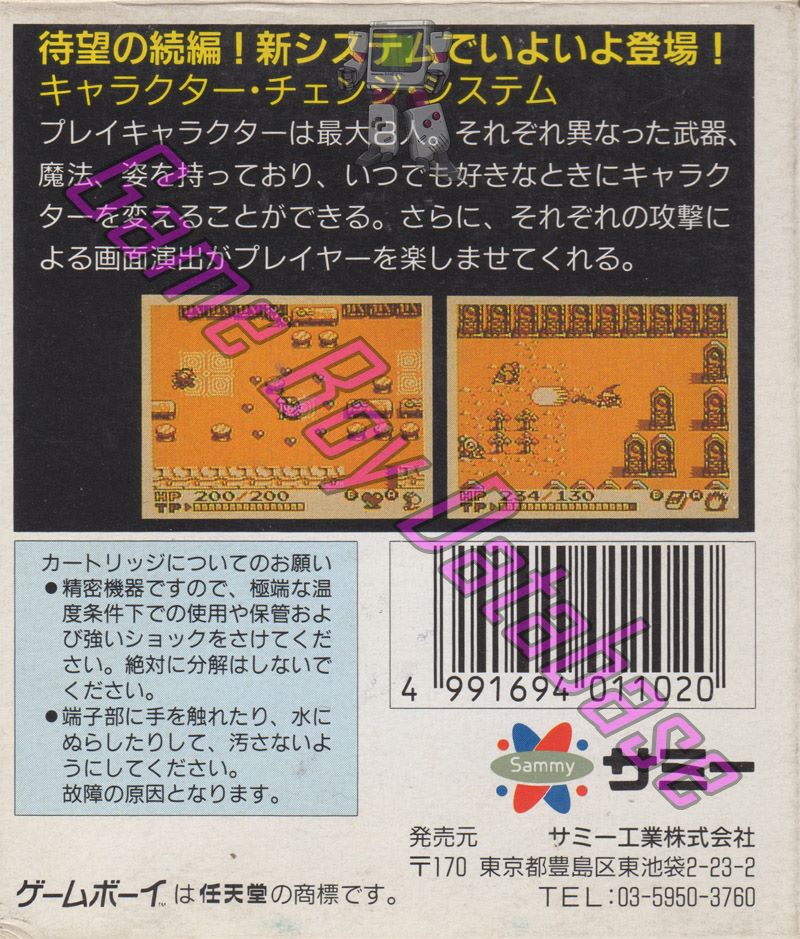 待望の続編！新システムでいよいよ登場！
キャラクター・チェンジ・システム
プレイキャラクターは最大8人。それぞれ異なった武器、
魔法、姿を持っており、いつでも好きなときにキャラク
ターを変えることができる。さらに、それぞれの攻撃に
よる画面演出がプレイヤーを楽しませてくれる。
HP 200/200 B A
TP
HP 234/130 B A
TP
Game Boy Database
カートリッジについてのお願い
●精密機器ですので、極端な温
度条件下での使用や保管およ
び強いショックをさけてくだ
さい。絶対に分解はしないで
ください。
●端子部に手を触れたり、水に
ぬらしたりして、汚さないよ
うにしてください。
故障の原因となります。
4 991694 011020
Sammy サミー
発売元 サミー工業株式会社
〒170 東京都豊島区東池袋2-23-2
TEL:03-5950-3760
ゲームボーイ™は任天堂の商標です。